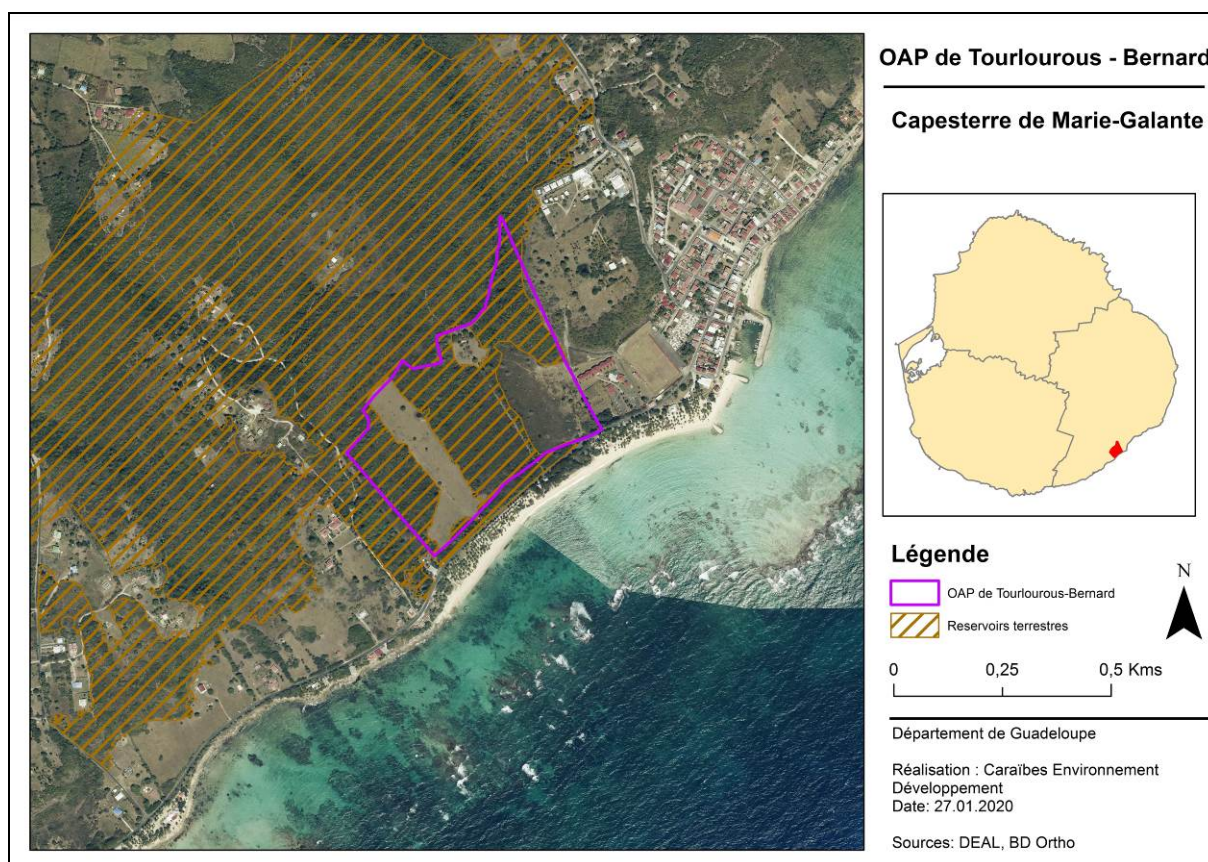 OAP de Tourlourous - Bernard
Capesterre de Marie-Galante
Légende
OAP de Tourlourous-Bernard
Reservoirs terrestres
N
0 0,25 0,5 Kms
Département de Guadeloupe
Réalisation : Caraïbes Environnement
Développement
Date: 27.01.2020
Sources: DEAL, BD Ortho